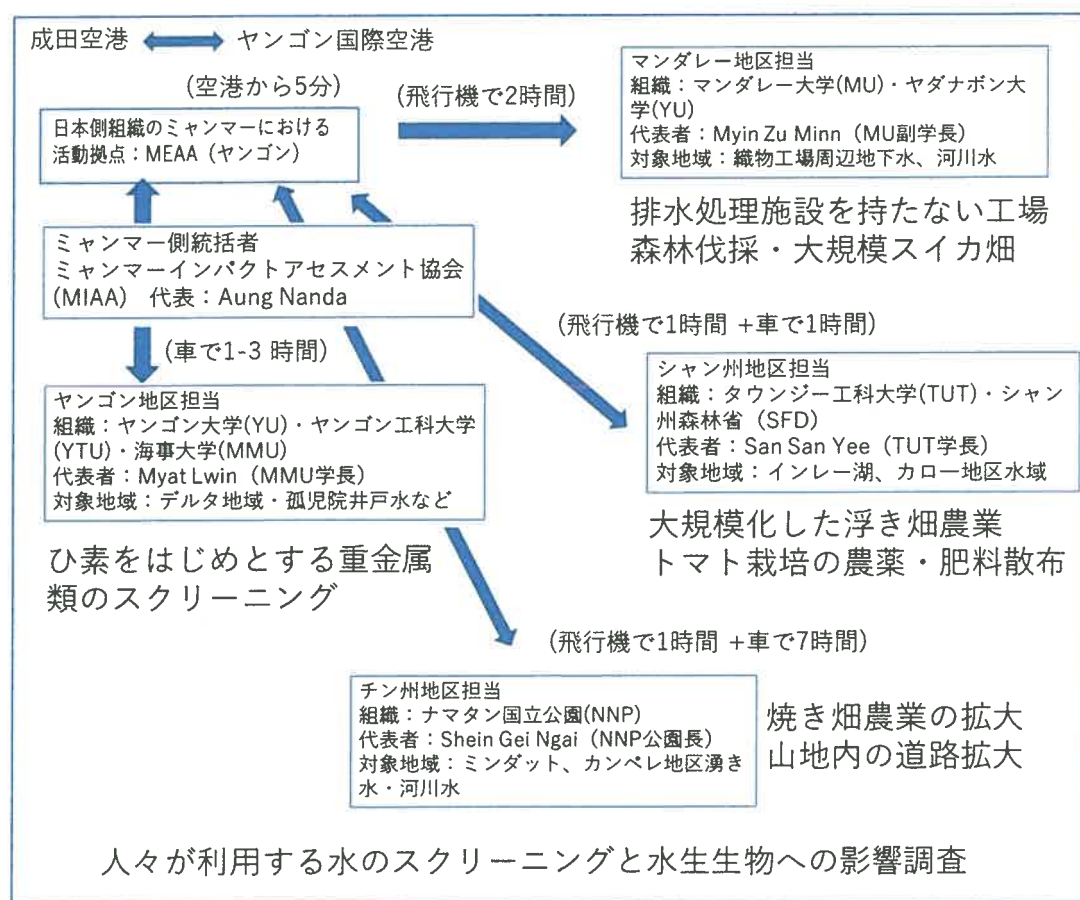 成田空港 ヤンゴン国際空港
(空港から5分)
日本側組織のミャンマーにおける
活動拠点：MEAA（ヤンゴン）
(飛行機で2時間)
マンダレー地区担当
組織：マンダレー大学(MU)・ヤダナボン大
学(YU)
代表者：Myin Zu Minn（MU副学長）
対象地域：織物工場周辺地下水、河川水
排水処理施設を持たない工場
森林伐採・大規模スイカ畑
ミャンマー側統括者
ミャンマーインパクトアセスメント協会
(MIAA) 代表：Aung Nanda
(車で1-3 時間)
(飛行機で1時間 +車で1時間)
ヤンゴン地区担当
組織：ヤンゴン大学(YU)・ヤンゴン工科大学
(YTU)・海事大学(MMU)
代表者：Myat Lwin（MMU学長）
対象地域：デルタ地域・孤児院井戸水など
ひ素をはじめとする重金属
類のスクリーニング
シャン州地区担当
組織：タウンジー工科大学(TUT)・シャン
州森林省（SFD）
代表者：San San Yee（TUT学長）
対象地域：インレー湖、カロー地区水域
大規模化した浮き畑農業
トマト栽培の農薬・肥料散布
(飛行機で1時間 +車で7時間)
チン州地区担当
組織：ナマタン国立公園(NNP)
代表者：Shein Gei Ngai（NNP公園長）
対象地域：ミンダット、カンペレ地区湧き
水・河川水
焼き畑農業の拡大
山地内の道路拡大
人々が利用する水のスクリーニングと水生生物への影響調査